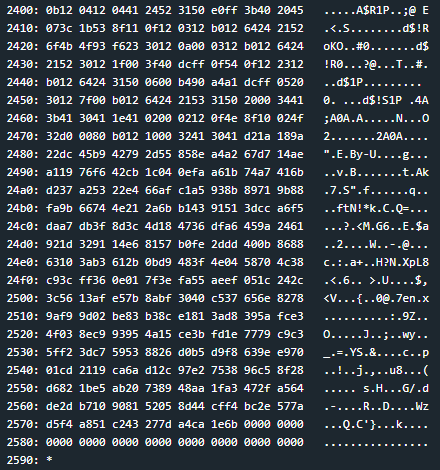 2400: 0b12 0412 0441 2452 3150 e0ff 3b40 2045 .....A$R1P..;@ E
2410: 073c 1b53 8f11 0f12 0312 b012 6424 2152 .<.S........d$!R
2420: 6f4b 4f93 f623 3012 0a00 0312 b012 6424 oKO..#0.......d$
2430: 2152 3012 1f00 3f40 dcff 0f54 0f12 2312 !R0...?@...T..#.
2440: b012 6424 3150 0600 b490 a4a1 dcff 0520 ..d$1P.........
2450: 3012 7f00 b012 6424 2153 3150 2000 3441 0.....d$!S1P .4A
2460: 3b41 3041 1e41 0200 0212 0f4e 8f10 024f ;A0A.A.....N...O
2470: 32d0 0080 b012 1000 3241 3041 d21a 189a 2.......2A0A....
2480: 22dc 45b9 4279 2d55 858e a4a2 67d7 14ae ".E.By-U....g...
2490: a119 76f6 42cb 1c04 0efa a61b 74a7 416b ..v.B.......t.Ak
24a0: d237 a253 22e4 66af c1a5 938b 8971 9b88 .7.S".f......q..
24b0: fa9b 6674 4e21 2a6b b143 9151 3dcc a6f5 ..ftN!*k.C.Q=...
24c0: daa7 db3f 8d3c 4d18 4736 dfa6 459a 2461 ...?.<M.G6..E.$a
24d0: 921d 3291 14e6 8157 b0fe 2ddd 400b 8688 ..2....W..-.@...
24e0: 6310 3ab3 612b 0bd9 483f 4e04 5870 4c38 c.:.a+..H?N.XpL8
24f0: c93c ff36 0e01 7f3e fa55 aeef 051c 242c .<.6...>.U....$,
2500: 3c56 13af e57b 8abf 3040 c537 656e 8278 <V...{..0@.7en.x
2510: 9af9 9d02 be83 b38c e181 3ad8 395a fce3 ..........:.9Z..
2520: 4f03 8ec9 9395 4a15 ce3b fd1e 7779 c9c3 O.....J..;..wy..
2530: 5ff2 3dc7 5953 8826 d0b5 d9f8 639e e970 _.=.YS.&....c..p
2540: 01cd 2119 ca6a d12c 97e2 7538 96c5 8f28 ..!..j.,..u8...(
2550: d682 1be5 ab20 7389 48aa 1fa3 472f a564 ..... s.H...G/.d
2560: de2d b710 9081 5205 8d44 cff4 bc2e 577a .-....R..D....Wz
2570: d5f4 a851 c243 277d a4ca 1e6b 0000 0000 ...Q.C'}...k....
2580: 0000 0000 0000 0000 0000 0000 0000 0000 ................
2590: *